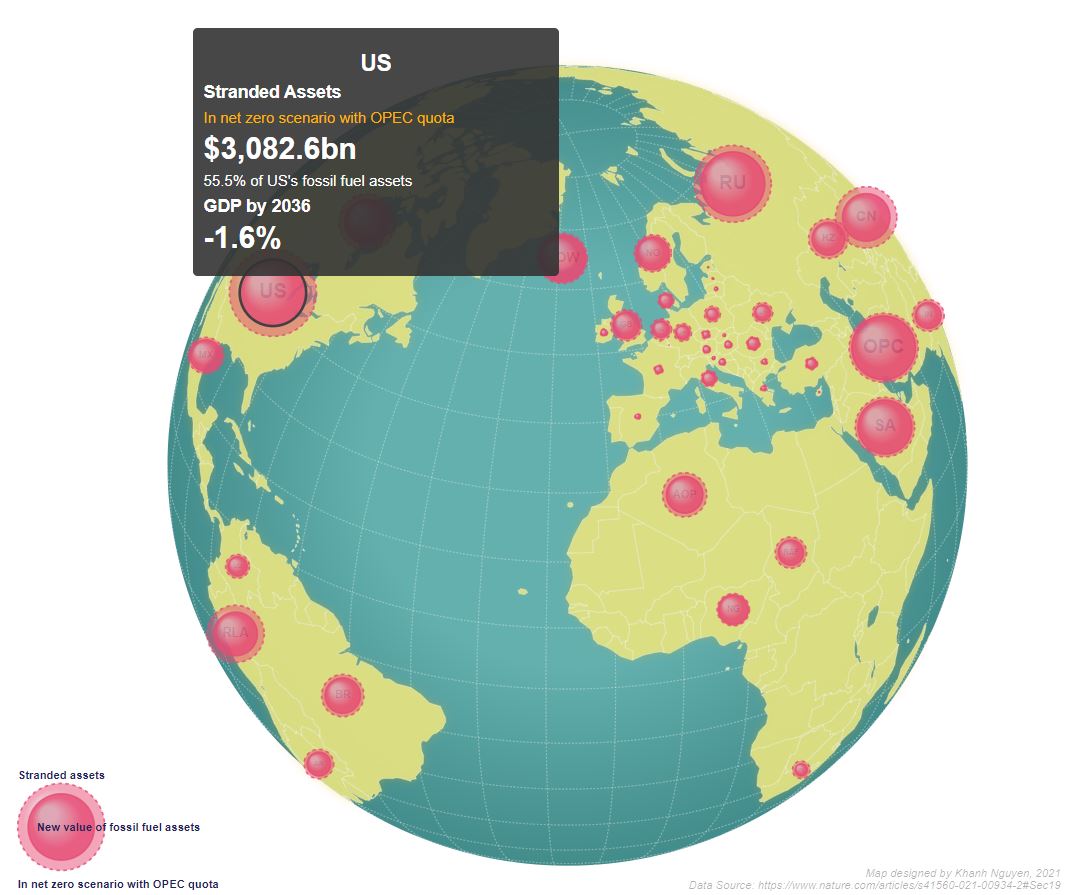 US
Stranded Assets
In net zero scenario with OPEC quota
$3,082.6bn
55.5% of US's fossil fuel assets
GDP by 2036
-1.6%
RU
CN
KZ
NO
US
MX
GB
OPC
SA
AOP
NG
RLA
BR
Stranded assets
New value of fossil fuel assets
In net zero scenario with OPEC quota
Map designed by Khanh Nguyen, 2021
Data Source: https://www.nature.com/articles/s41560-021-00934-2#Sec19